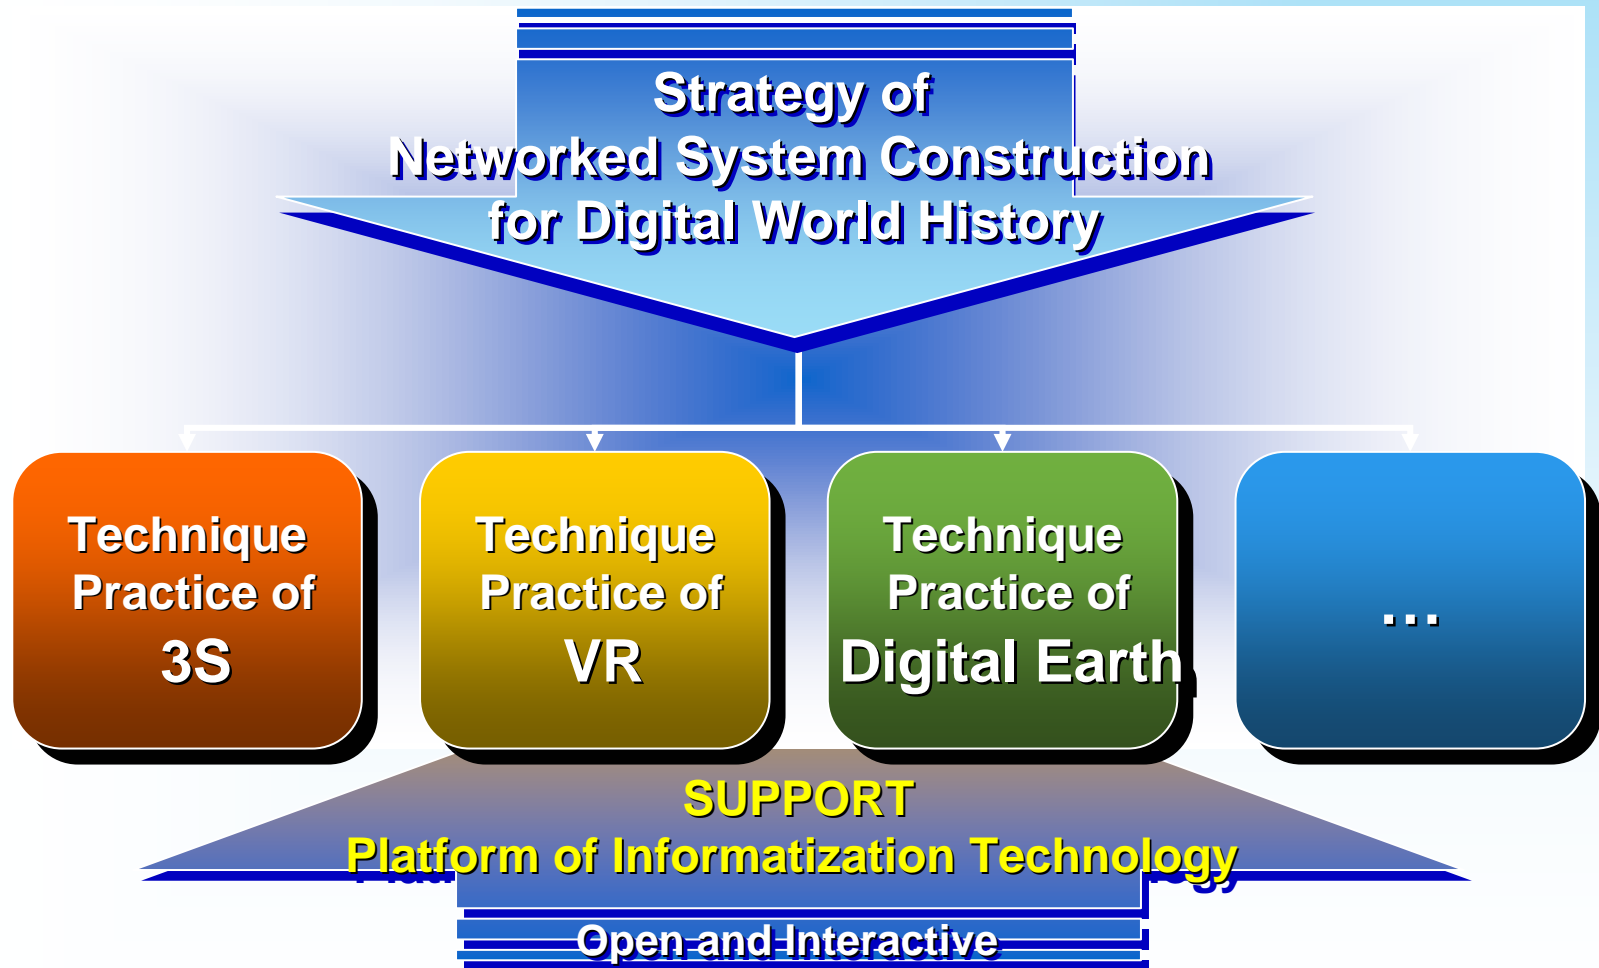 Strategy of
Networked System Construction
for Digital World History
Technique
Practice of
3S
Technique
Practice of
VR
Technique
Practice of
Digital Earth
...
SUPPORT
Platform of Informatization Technology
Open and Interactive